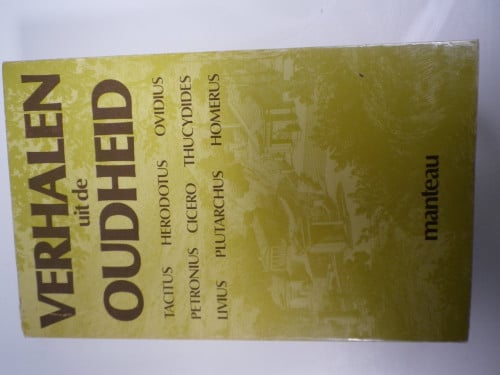 VERHALEN
uit de
OUDHEID
TACITUS HERODOTUS OVIDIUS
PETRONIUS CICERO THUCYDIDES
LIVIUS PLUTARCHUS HOMERUS
manteau